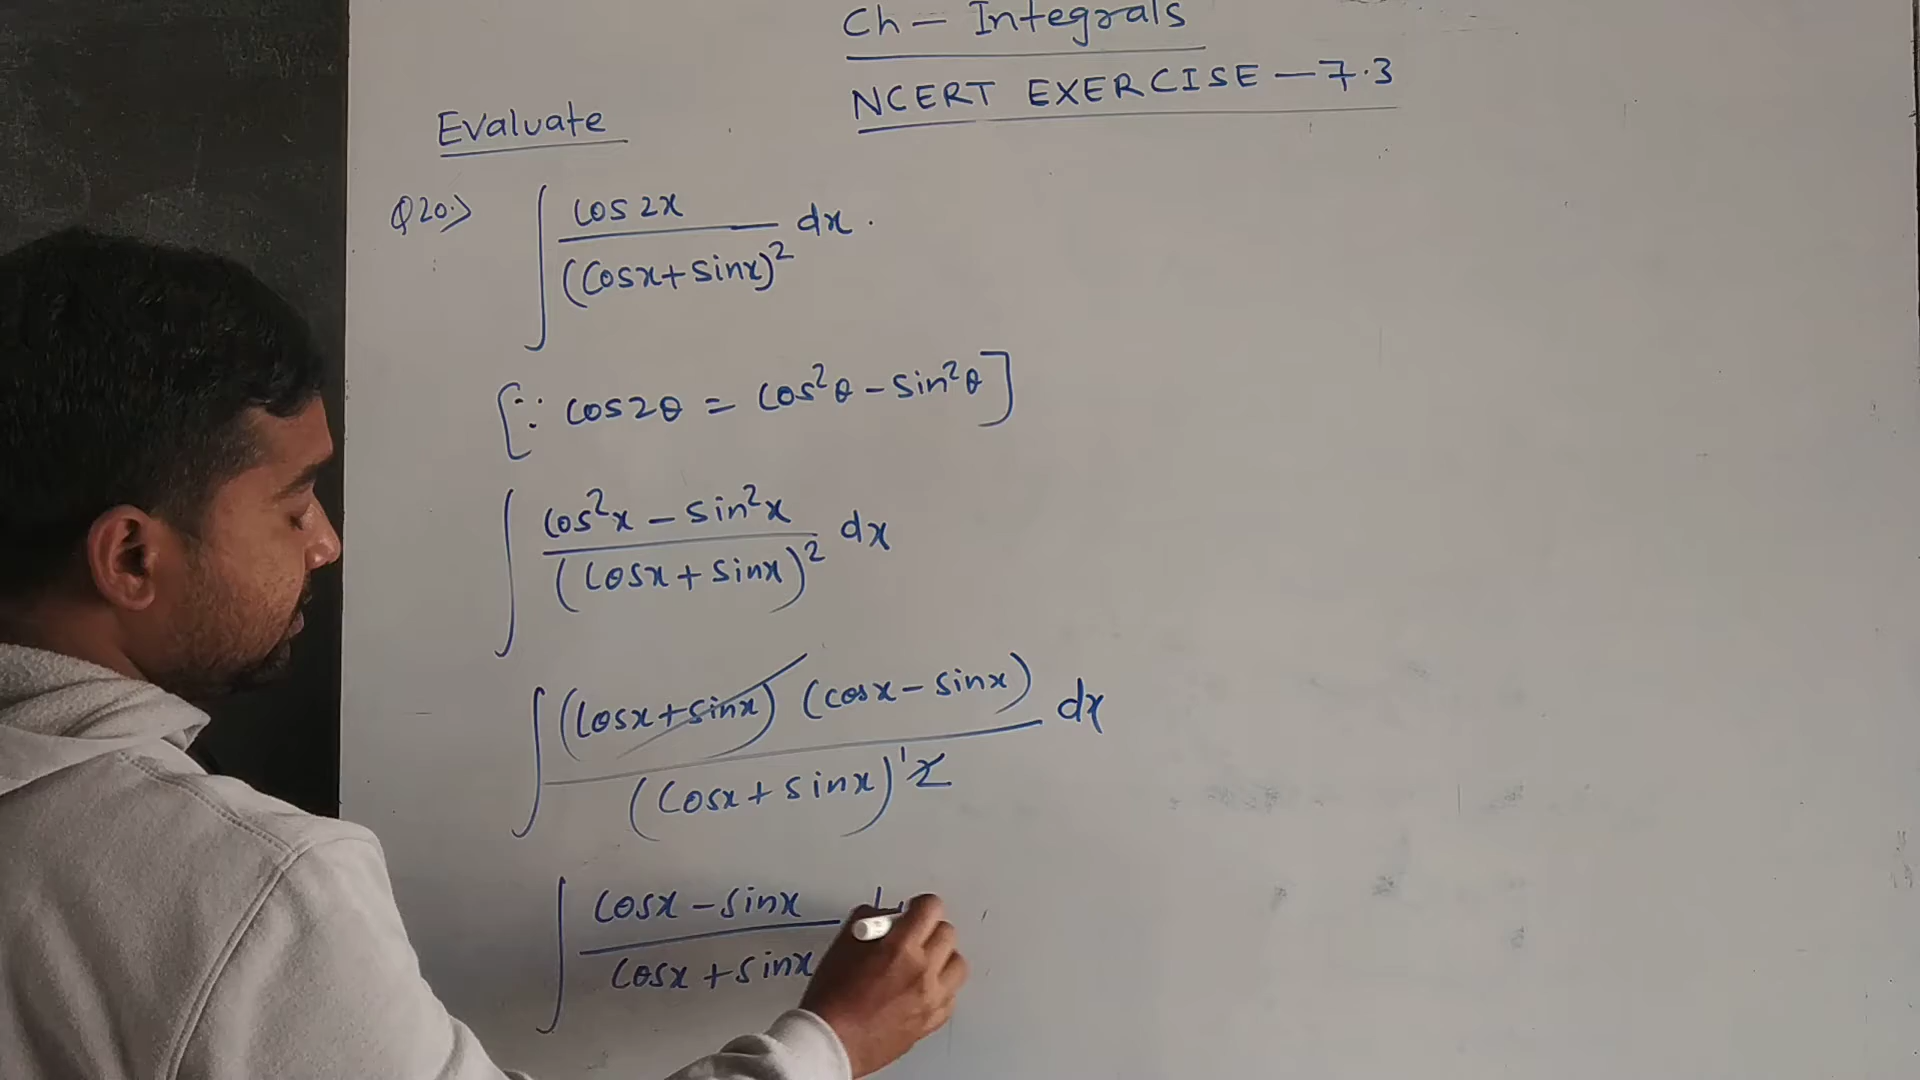 Ch – Integrals
NCERT EXERCISE – 7.3
Evaluate
Q20.) ∫ cos 2x / (cosx + sinx)² dx.
[∵ cos2θ = cos²θ – sin²θ]
∫ cos²x – sin²x / (cosx + sinx)² dx
∫ (cosx + sinx) (cosx – sinx) / (cosx + sinx)¹ 2 dx
∫ cosx – sinx / cosx + sinx